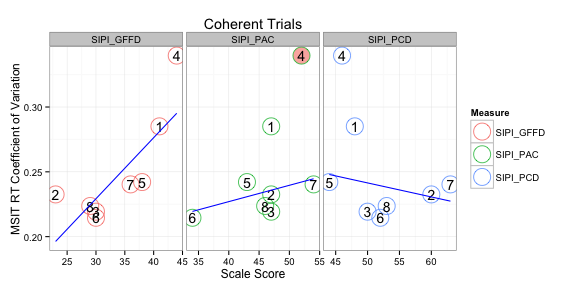 Coherent Trials
SIPI_GFFD SIPI_PAC SIPI_PCD
MSIT RT Coefficient of Variation
0.30
0.25
0.20
4 1 7 5 2 8 3 6
4 1 5 7 2 8 3 6
4 1 5 7 2 8 3 6
25 30 35 40 45 35 40 45 50 55 45 50 55 60
Scale Score
Measure
SIPI_GFFD
SIPI_PAC
SIPI_PCD